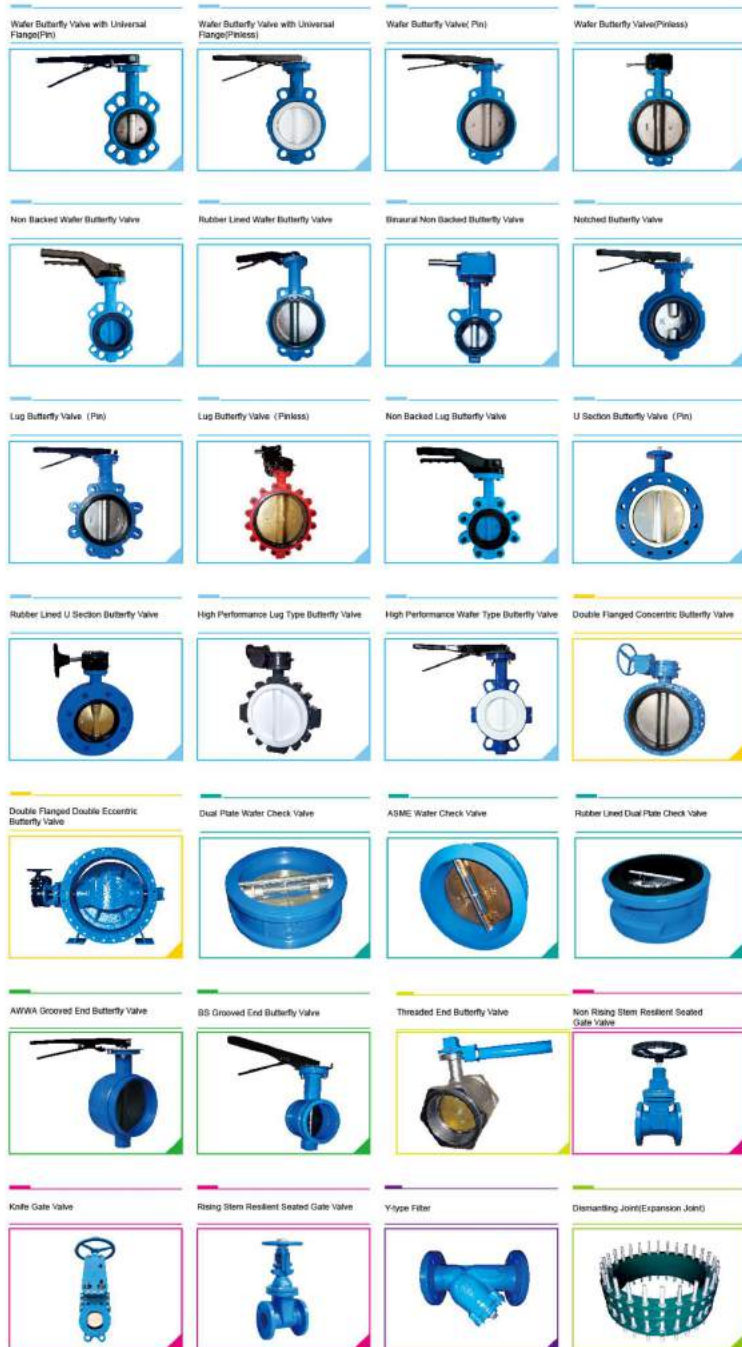 Wafer Butterfly Valve with Universal
Flange(Pin)
Wafer Butterfly Valve with Universal
Flange(Pinless)
Wafer Butterfly Valve( Pin)
Wafer Butterfly Valve(Pinless)
Non Backed Wafer Butterfly Valve
Rubber Lined Wafer Butterfly Valve
Binaural Non Backed Butterfly Valve
Notched Butterfly Valve
Lug Butterfly Valve（Pin)
Lug Butterfly Valve（Pinless)
Non Backed Lug Butterfly Valve
U Section Butterfly Valve（Pin)
Rubber Lined U Section Butterfly Valve
High Performance Lug Type Butterfly Valve
High Performance Wafer Type Butterfly Valve
Double Flanged Concentric Butterfly Valve
Double Flanged Double Eccentric
Butterfly Valve
Dual Plate Wafer Check Valve
ASME Wafer Check Valve
Rubber Lined Dual Plate Check Valve
AWWA Grooved End Butterfly Valve
BS Grooved End Butterfly Valve
Threaded End Butterfly Valve
Non Rising Stem Resilient Seated
Gate Valve
Knife Gate Valve
Rising Stem Resilient Seated Gate Valve
Y-type Filter
Dismantling Joint(Expansion Joint)